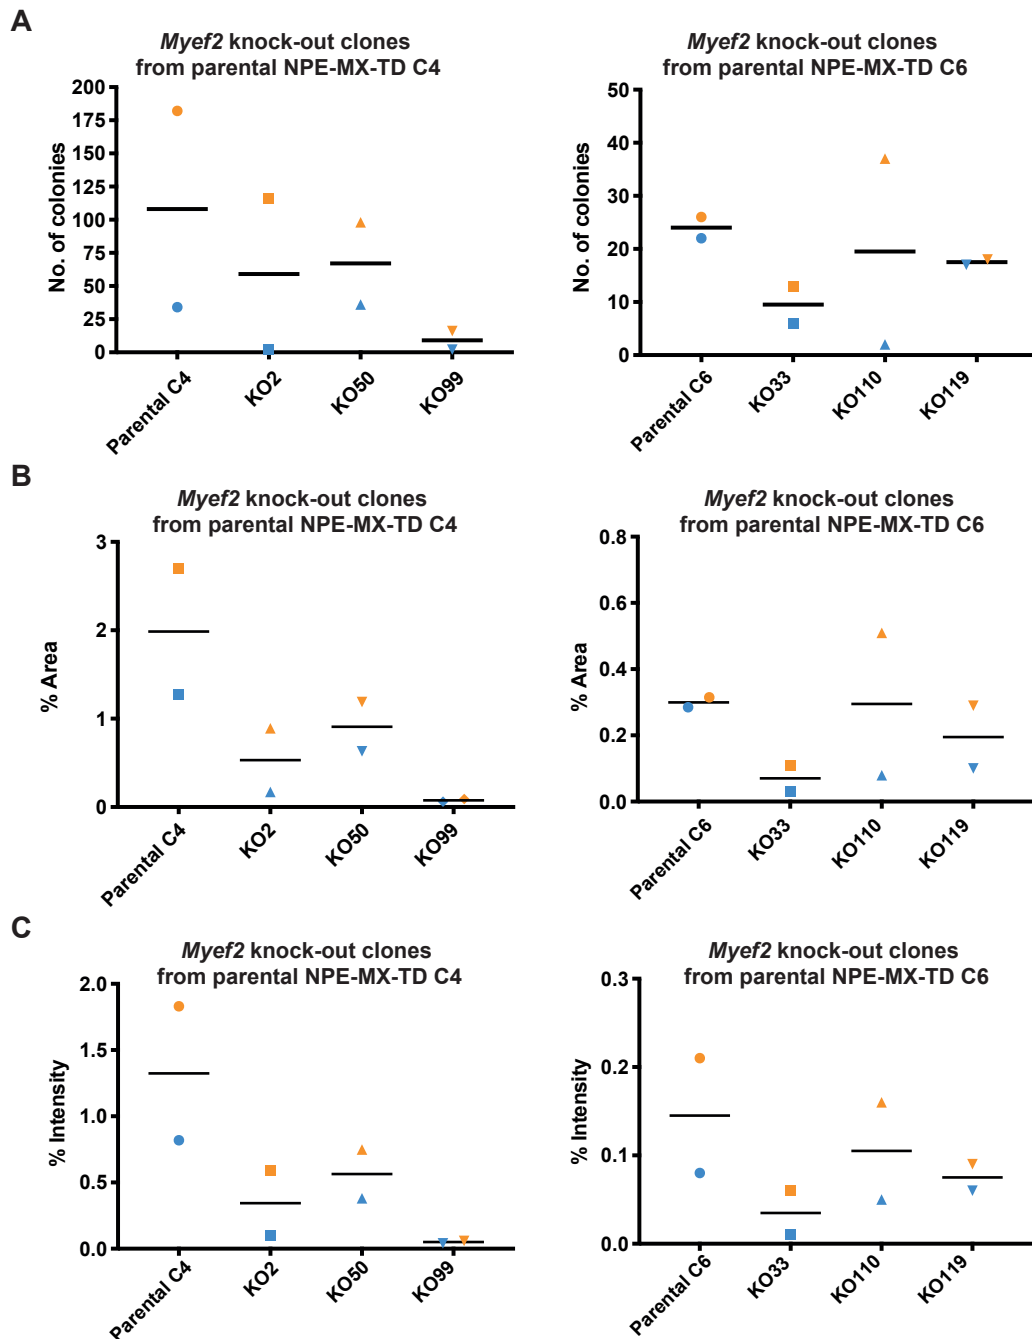 A
Myef2 knock-out clones
from parental NPE-MX-TD C4
No. of colonies
200
175
150
125
100
75
50
25
0
Parental C4
KO2
KO50
KO99
Myef2 knock-out clones
from parental NPE-MX-TD C6
No. of colonies
50
40
30
20
10
0
Parental C6
KO33
KO110
KO119
B
Myef2 knock-out clones
from parental NPE-MX-TD C4
% Area
3
2
1
0
Parental C4
KO2
KO50
KO99
Myef2 knock-out clones
from parental NPE-MX-TD C6
% Area
0.8
0.6
0.4
0.2
0.0
Parental C6
KO33
KO110
KO119
C
Myef2 knock-out clones
from parental NPE-MX-TD C4
% Intensity
2.0
1.5
1.0
0.5
0.0
Parental C4
KO2
KO50
KO99
Myef2 knock-out clones
from parental NPE-MX-TD C6
% Intensity
0.3
0.2
0.1
0.0
Parental C6
KO33
KO110
KO119